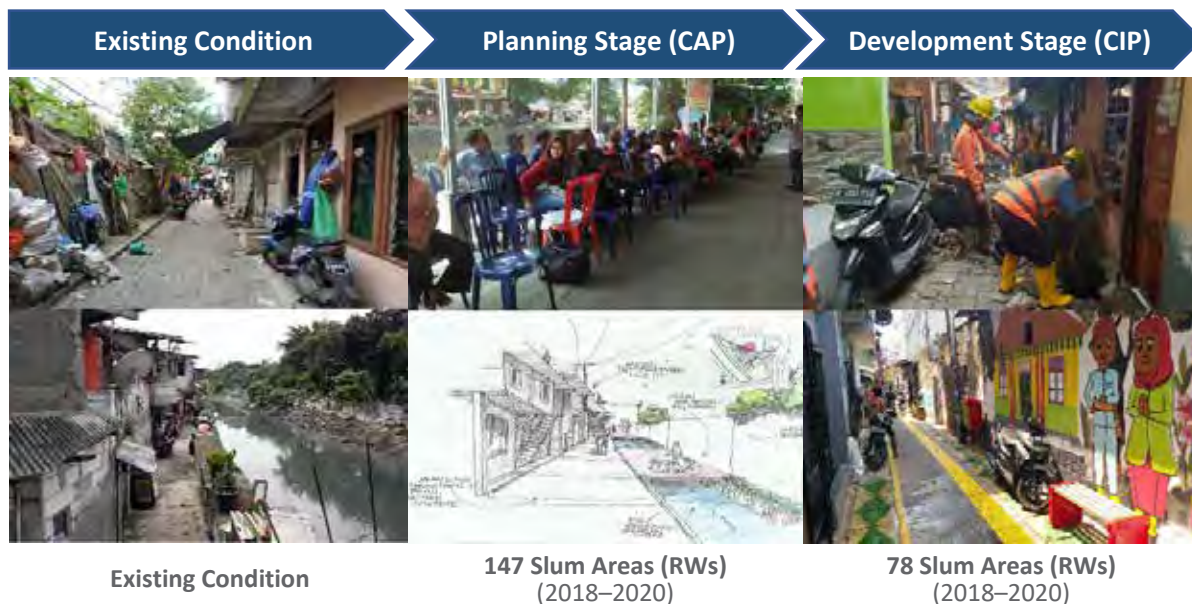 Existing Condition
Planning Stage (CAP)
Development Stage (CIP)
Existing Condition
147 Slum Areas (RWs)
(2018–2020)
78 Slum Areas (RWs)
(2018–2020)